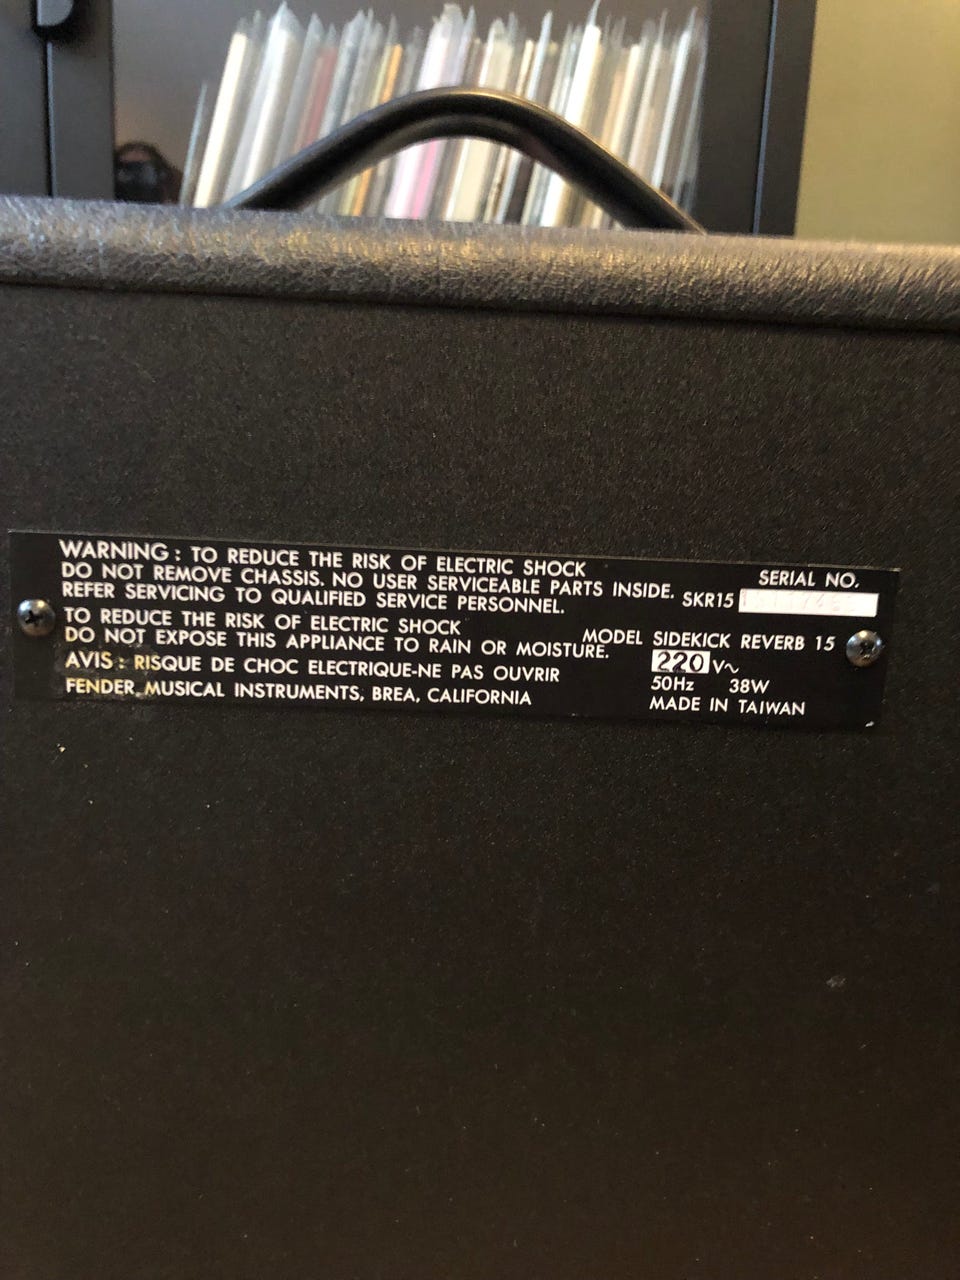 WARNING : TO REDUCE THE RISK OF ELECTRIC SHOCK
DO NOT REMOVE CHASSIS. NO USER SERVICEABLE PARTS INSIDE.
REFER SERVICING TO QUALIFIED SERVICE PERSONNEL.
TO REDUCE THE RISK OF ELECTRIC SHOCK
DO NOT EXPOSE THIS APPLIANCE TO RAIN OR MOISTURE.
AVIS : RISQUE DE CHOC ELECTRIQUE-NE PAS OUVRIR
FENDER MUSICAL INSTRUMENTS, BREA, CALIFORNIA
SERIAL NO.
SKR15
MODEL SIDEKICK REVERB 15
220 V~
50Hz 38W
MADE IN TAIWAN